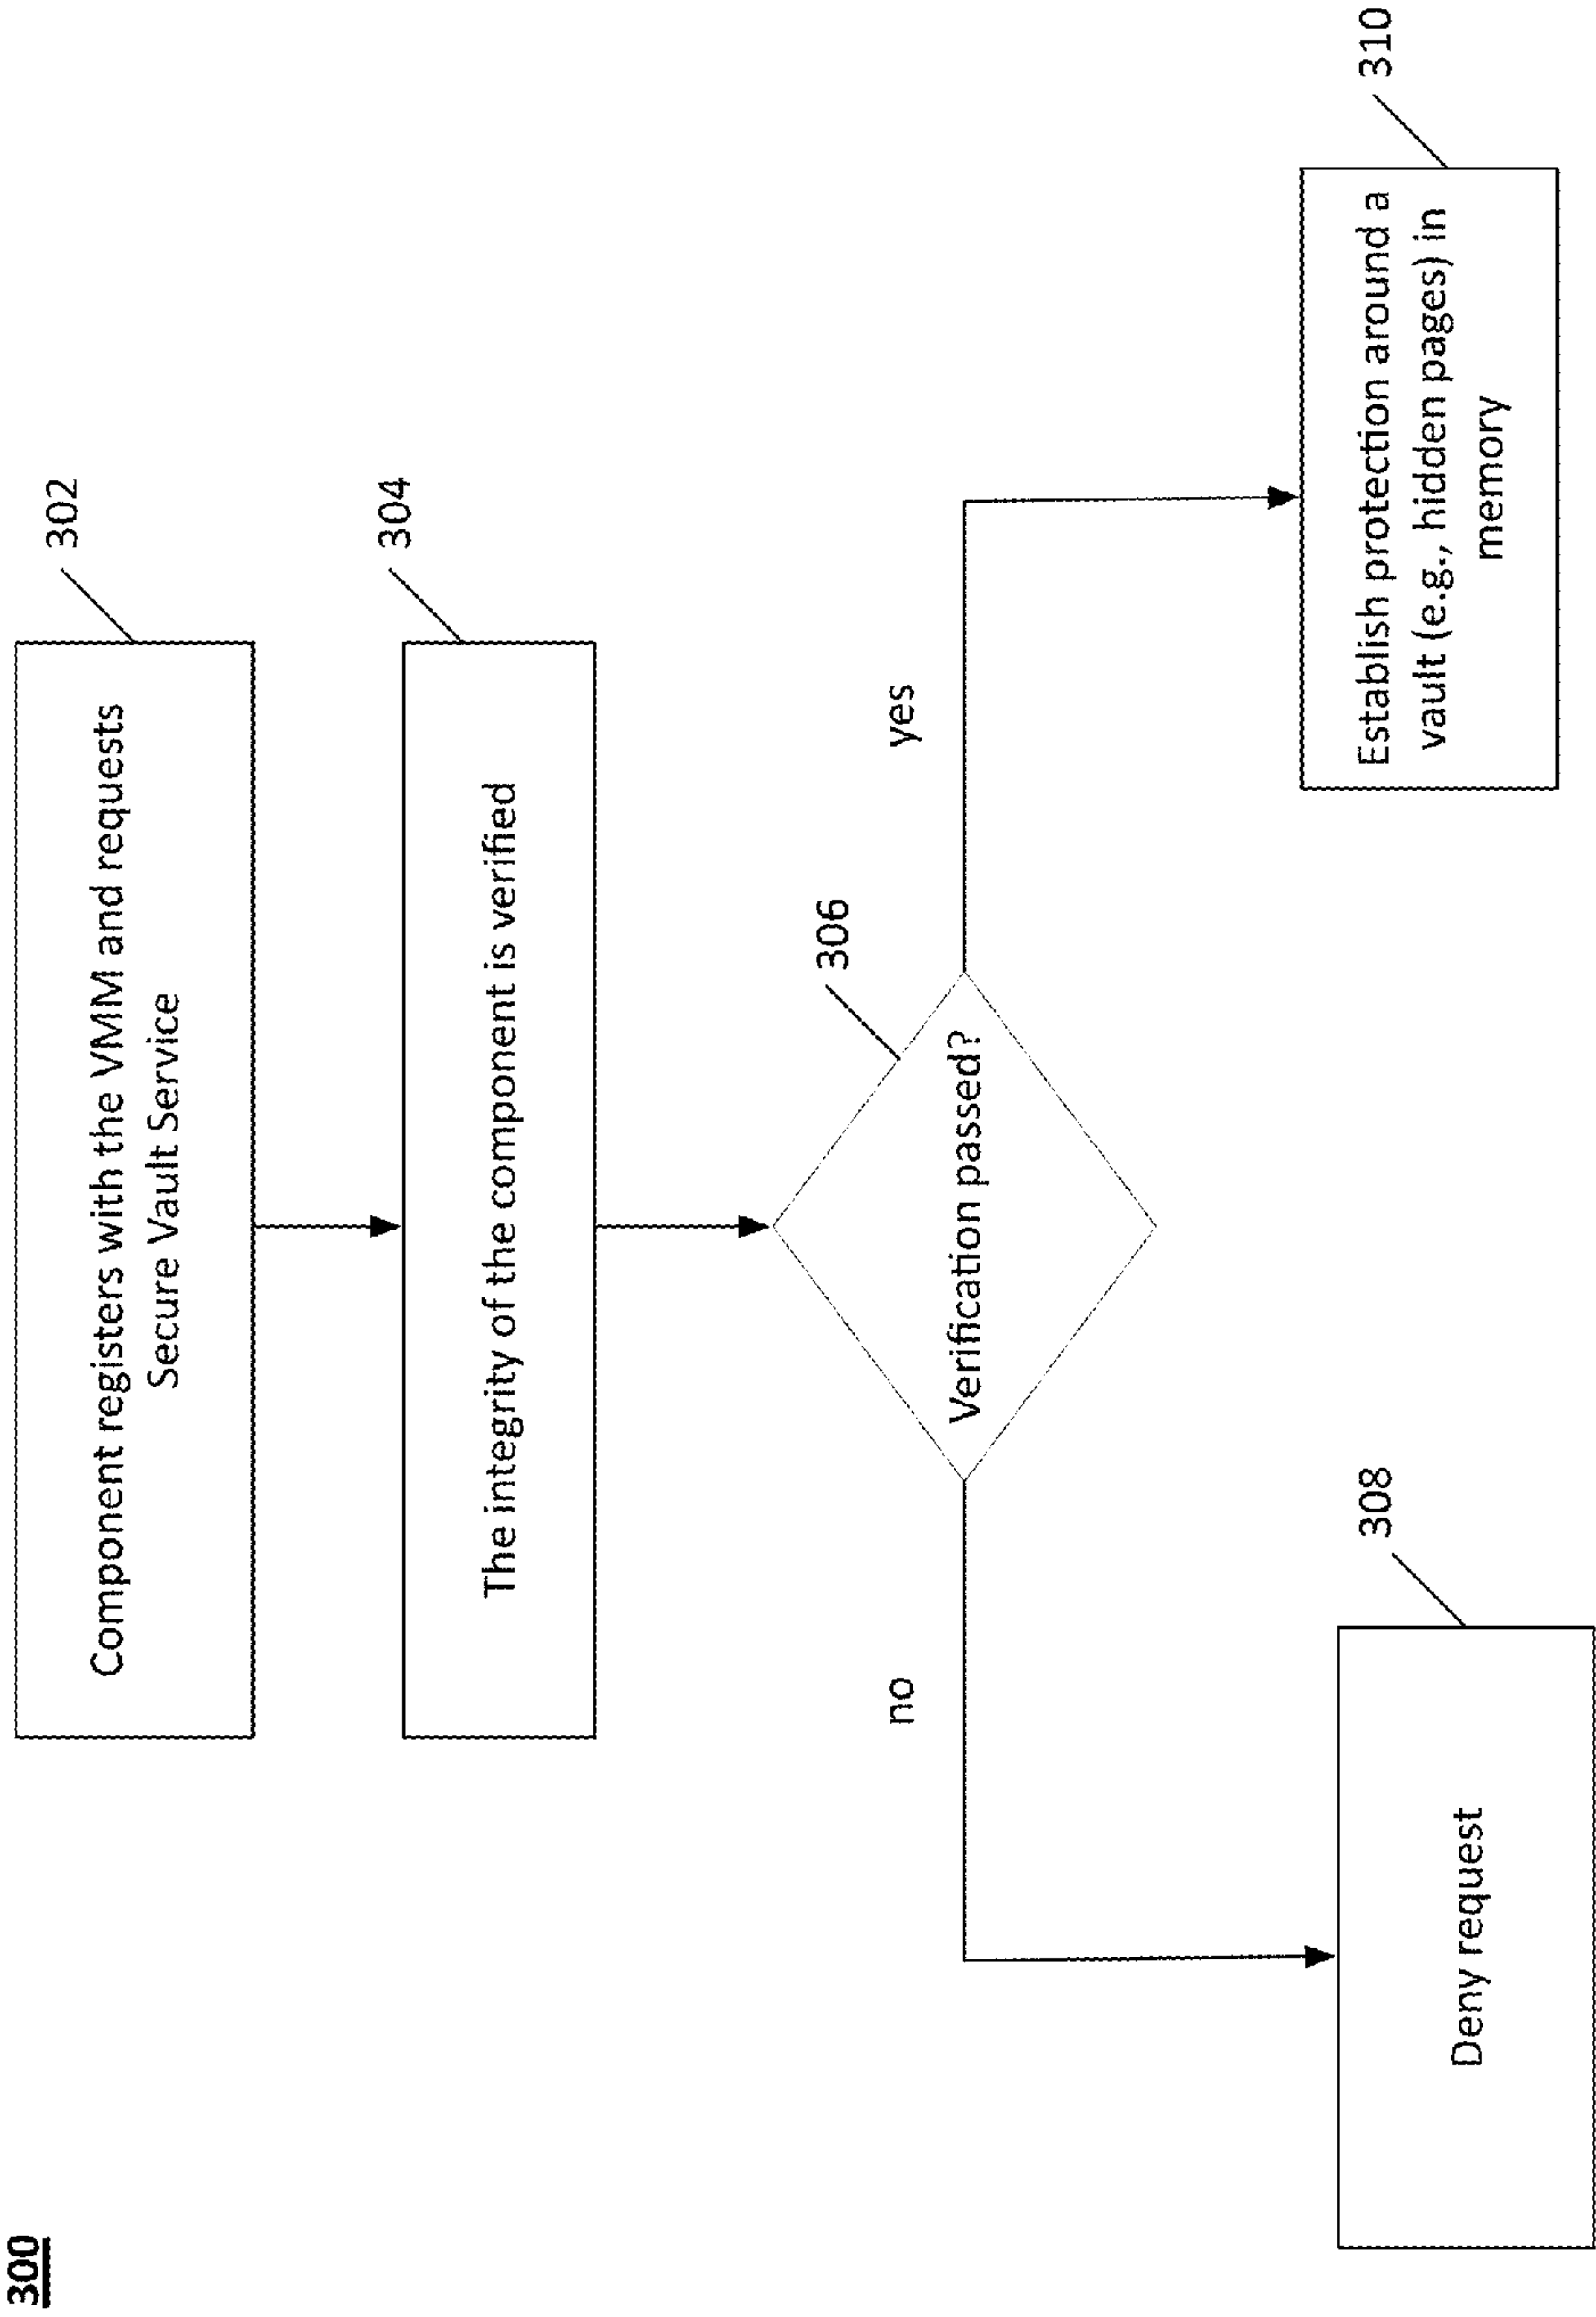 300
Component registers with the VMM and requests
Secure Vault Service
302
The integrity of the component is verified
304
Verification passed?
306
no
yes
Deny request
308
Establish protection around a
vault (e.g., hidden pages) in
memory
310